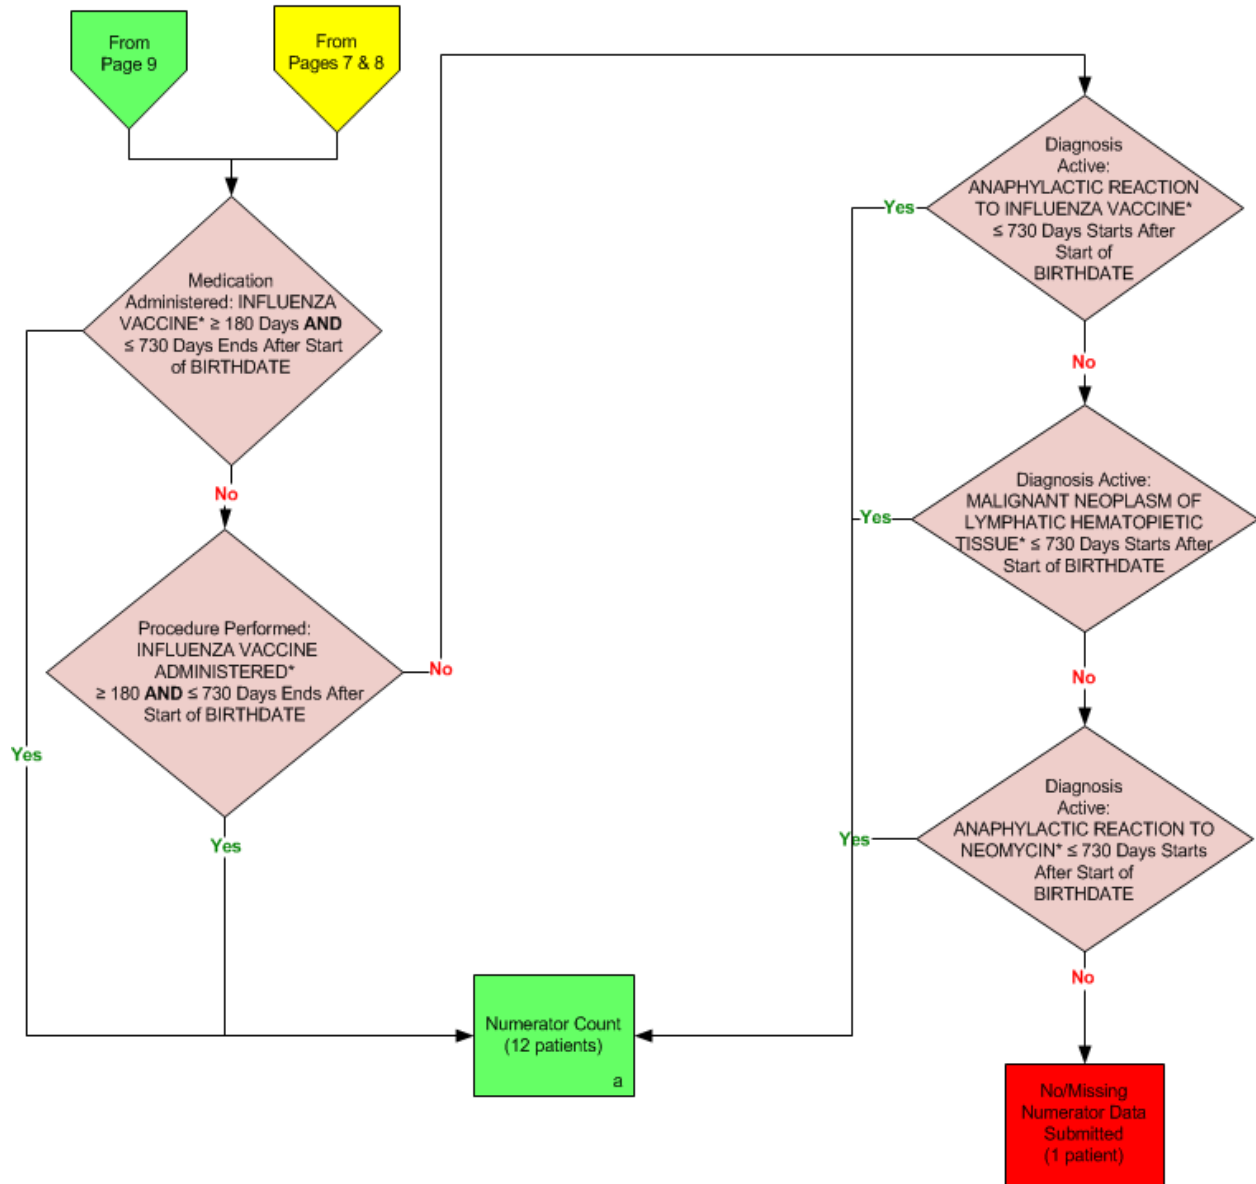 From
Page 9
From
Pages 7 & 8
Medication
Administered: INFLUENZA
VACCINE* ≥ 180 Days AND
≤ 730 Days Ends After Start
of BIRTHDATE
No
Yes
Procedure Performed:
INFLUENZA VACCINE
ADMINISTERED*
≥ 180 AND ≤ 730 Days Ends After
Start of BIRTHDATE
No
Yes
Diagnosis
Active:
ANAPHYLACTIC REACTION
TO INFLUENZA VACCINE*
≤ 730 Days Starts After
Start of
BIRTHDATE
Yes
No
Diagnosis Active:
MALIGNANT NEOPLASM OF
LYMPHATIC HEMATOPIETIC
TISSUE* ≤ 730 Days Starts After
Start of BIRTHDATE
Yes
No
Diagnosis
Active:
ANAPHYLACTIC REACTION TO
NEOMYCIN* ≤ 730 Days Starts
After Start of
BIRTHDATE
Yes
No
Numerator Count
(12 patients)
a
No/Missing
Numerator Data
Submitted
(1 patient)